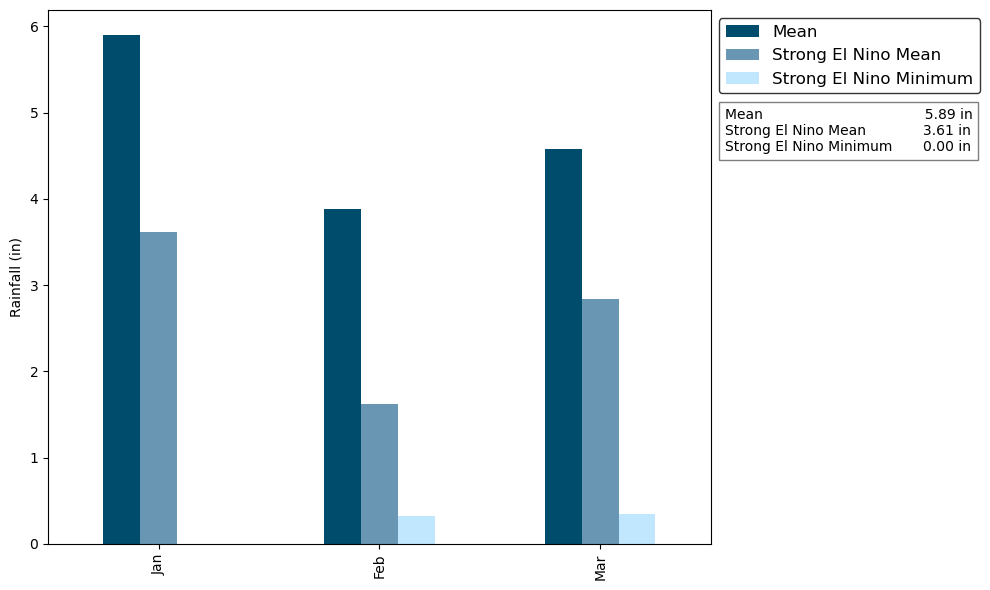 6
5
4
3
2
1
0
Rainfall (in)
Jan
Feb
Mar
Mean
Strong El Nino Mean
Strong El Nino Minimum
Mean 5.89 in
Strong El Nino Mean 3.61 in
Strong El Nino Minimum 0.00 in